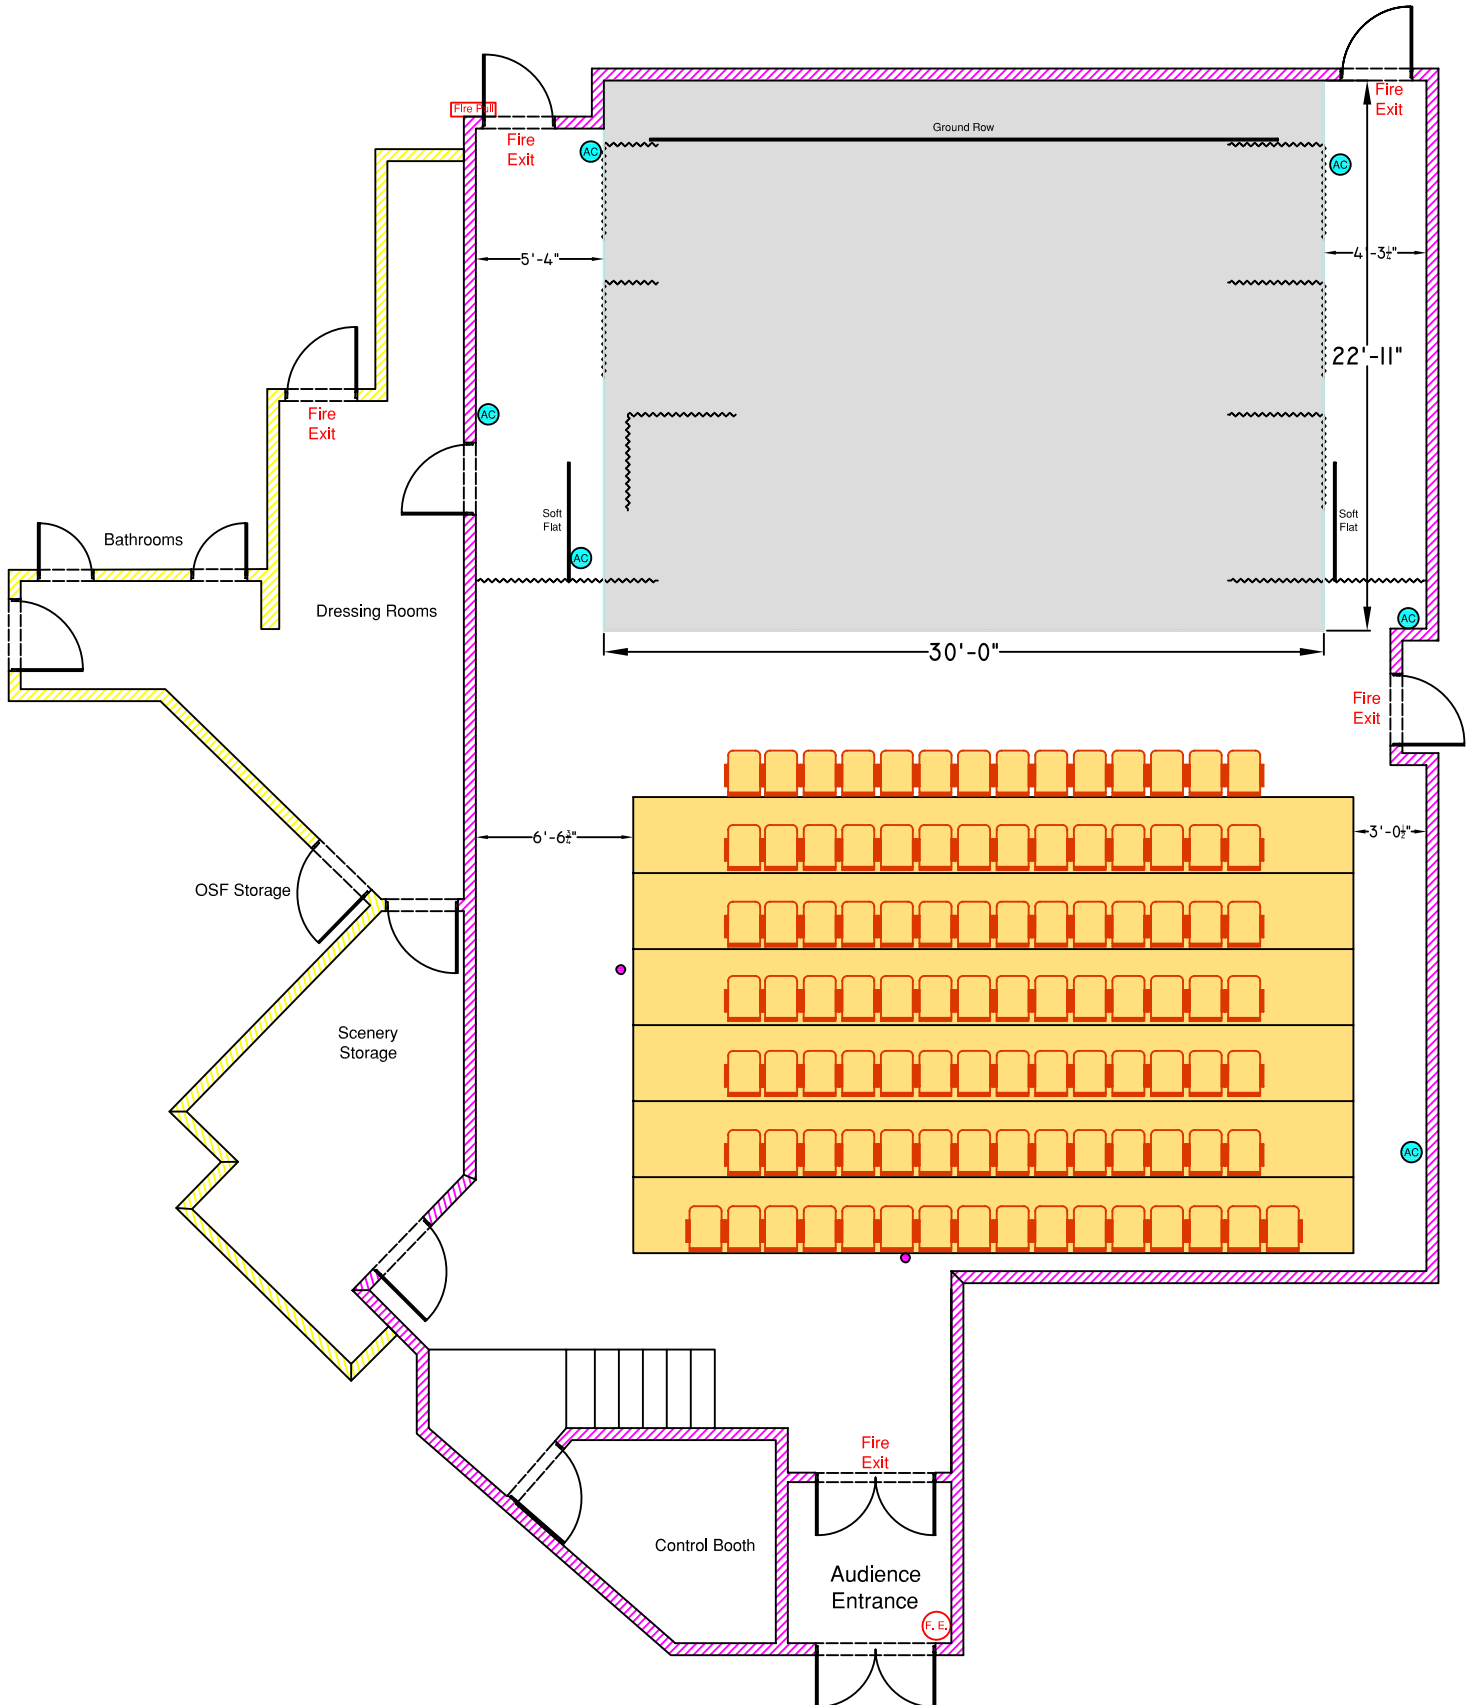 Fire
Exit
Fire Pull
Fire
Exit
Ground Row
AC
AC
5'-4"
4'-3¼"
22'-11"
Fire
Exit
AC
Soft
Flat
Soft
Flat
Bathrooms
AC
Dressing Rooms
AC
30'-0"
Fire
Exit
6'-6¾"
3'-0½"
OSF Storage
Scenery
Storage
AC
Fire
Exit
Control Booth
Audience
Entrance
F. E.